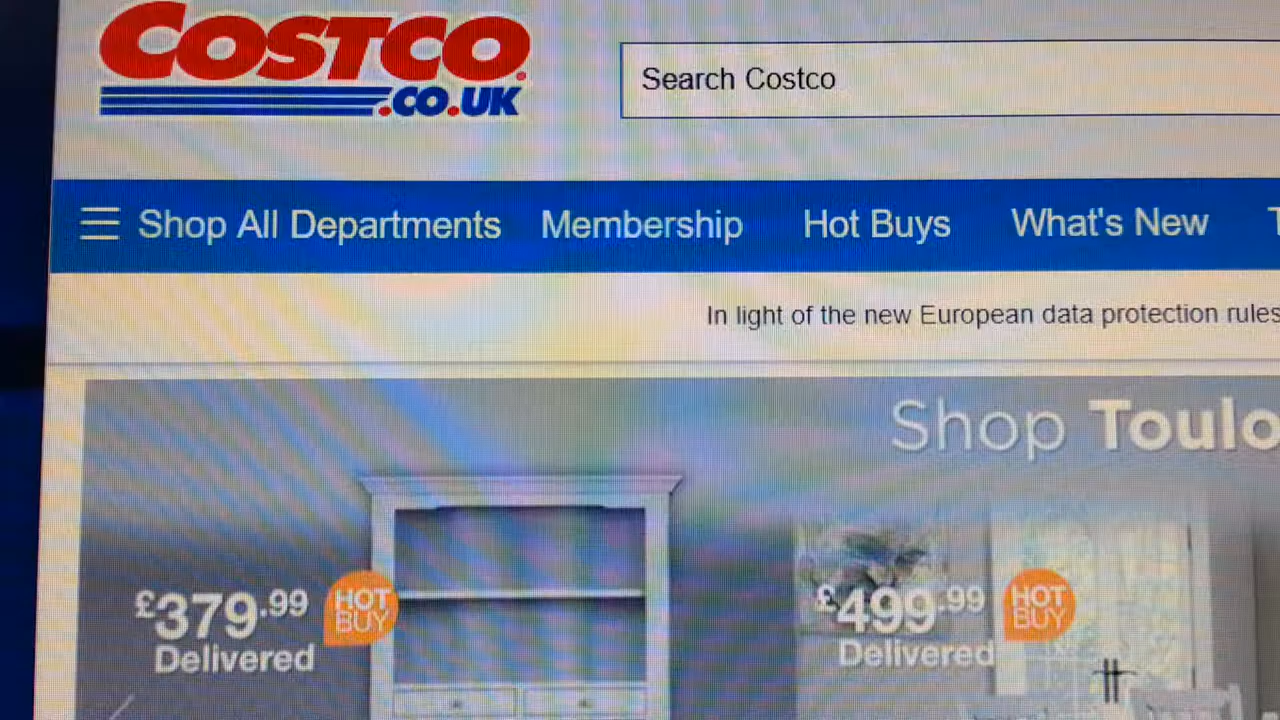 COSTCO
.CO.UK
Search Costco
Shop All Departments Membership Hot Buys What's New T
In light of the new European data protection rules
Shop Toulo
£379.99 HOT BUY
Delivered
£499.99 HOT BUY
Delivered